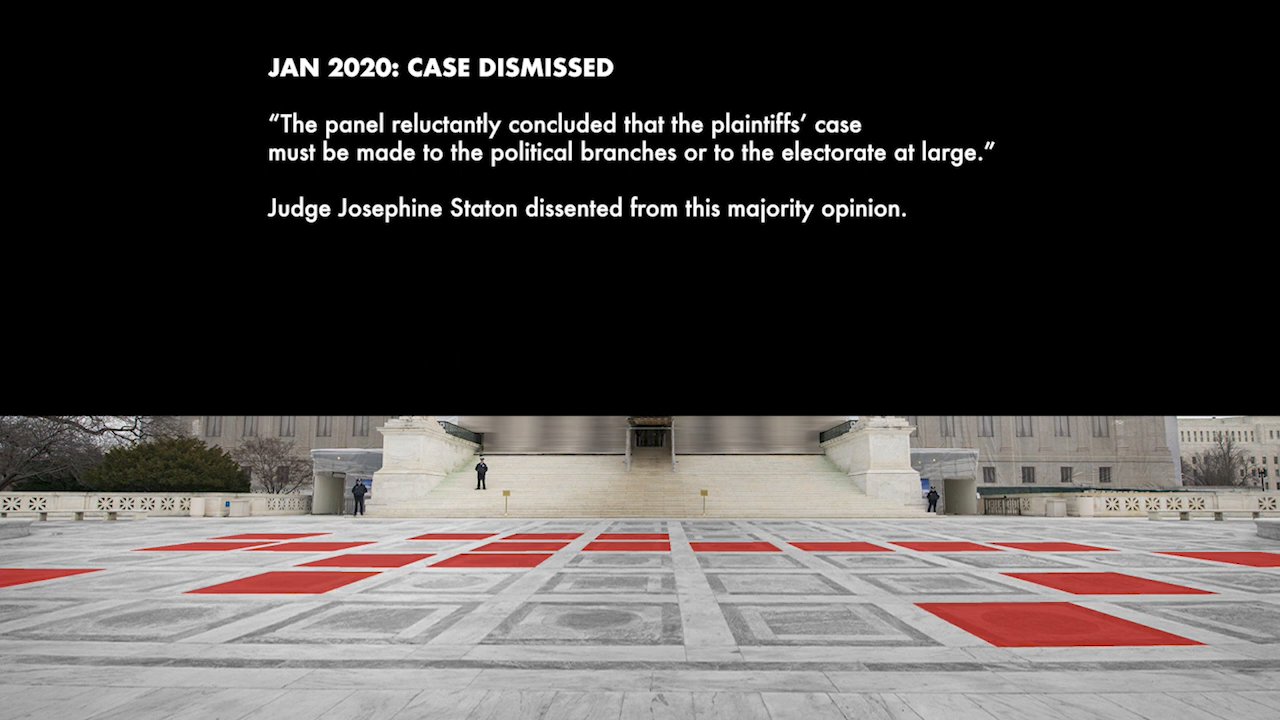 JAN 2020: CASE DISMISSED
“The panel reluctantly concluded that the plaintiffs’ case
must be made to the political branches or to the electorate at large.”
Judge Josephine Staton dissented from this majority opinion.